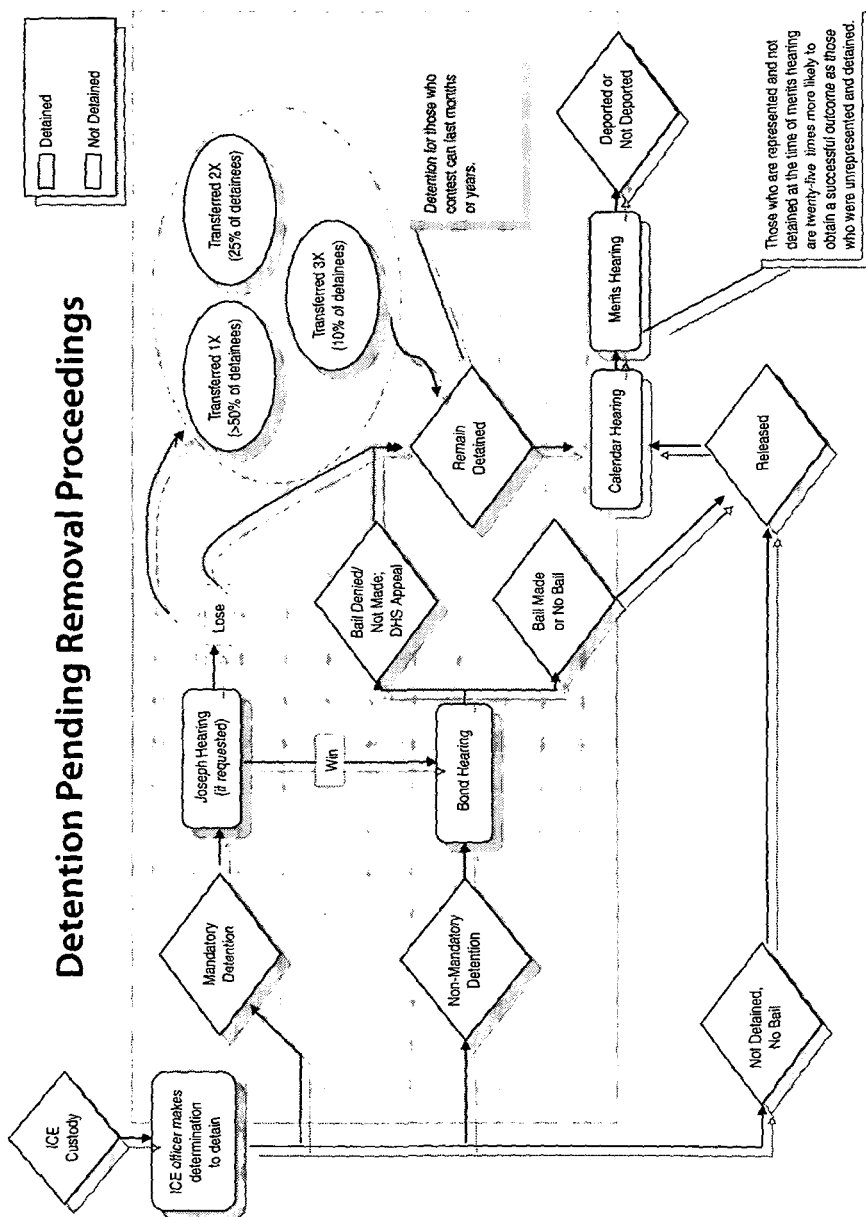 Detention Pending Removal Proceedings
Detained
Not Detained
ICE
Custody
ICE officer makes
determination
to detain
Mandatory
Detention
Joseph Hearing
(if requested)
Lose
Win
Transferred 1X
(>50% of detainees)
Transferred 2X
(25% of detainees)
Transferred 3X
(10% of detainees)
Non-Mandatory
Detention
Bond Hearing
Bail Denied/
Not Made;
DHS Appeal
Bail Made
or No Bail
Remain
Detained
Detention for those who
contest can last months
or years.
Not Detained,
No Bail
Released
Calendar Hearing
Merits Hearing
Deported or
Not Deported
Those who are represented and not
detained at the time of merits hearing
are twenty-five times more likely to
obtain a successful outcome as those
who were unrepresented and detained.